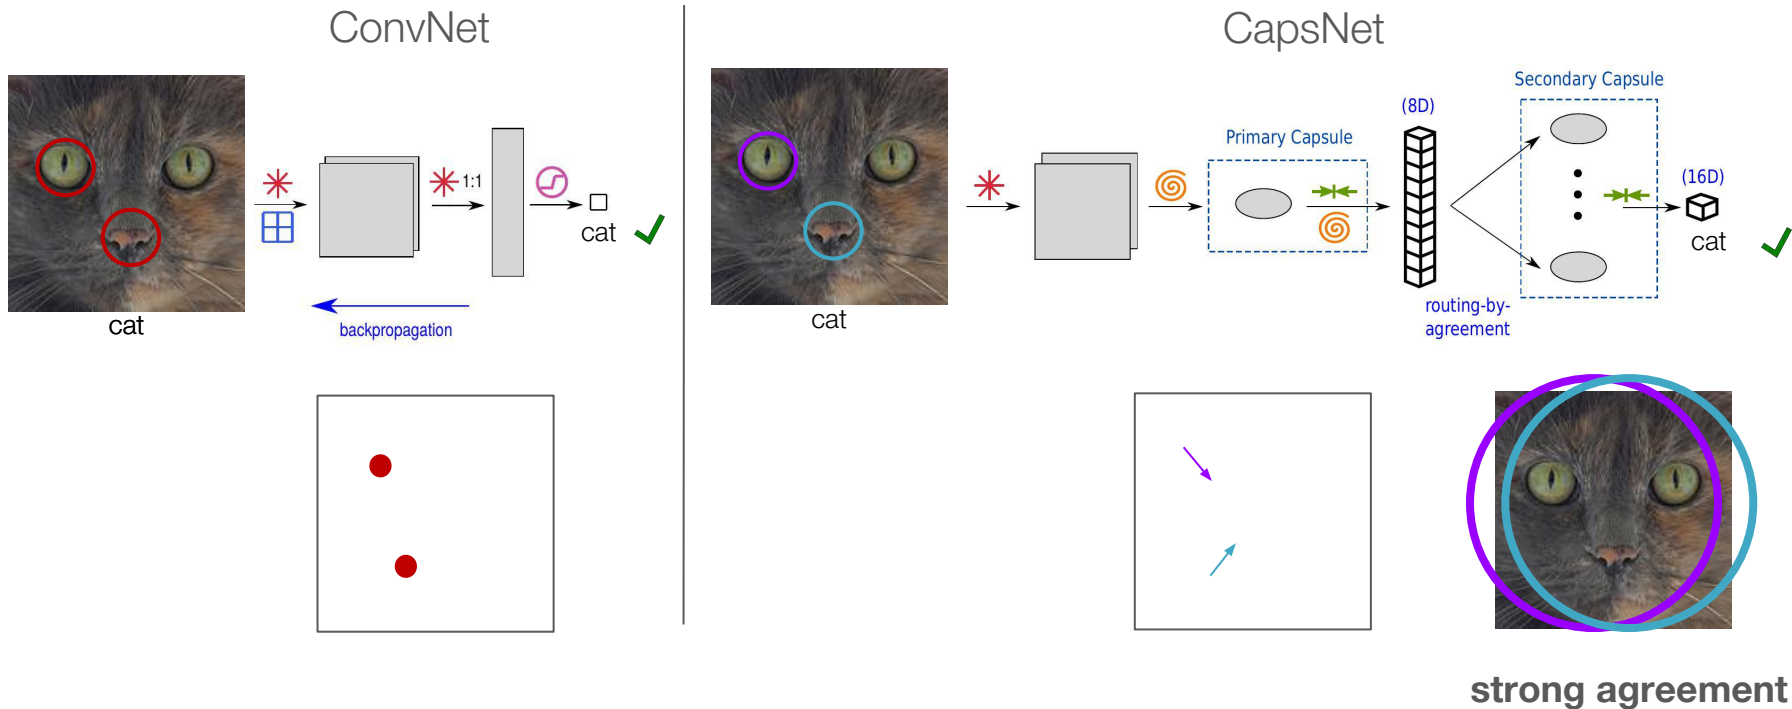 ConvNet
cat
1:1
cat
backpropagation
CapsNet
cat
Primary Capsule
(8D)
routing-by-
agreement
Secondary Capsule
(16D)
cat
strong agreement